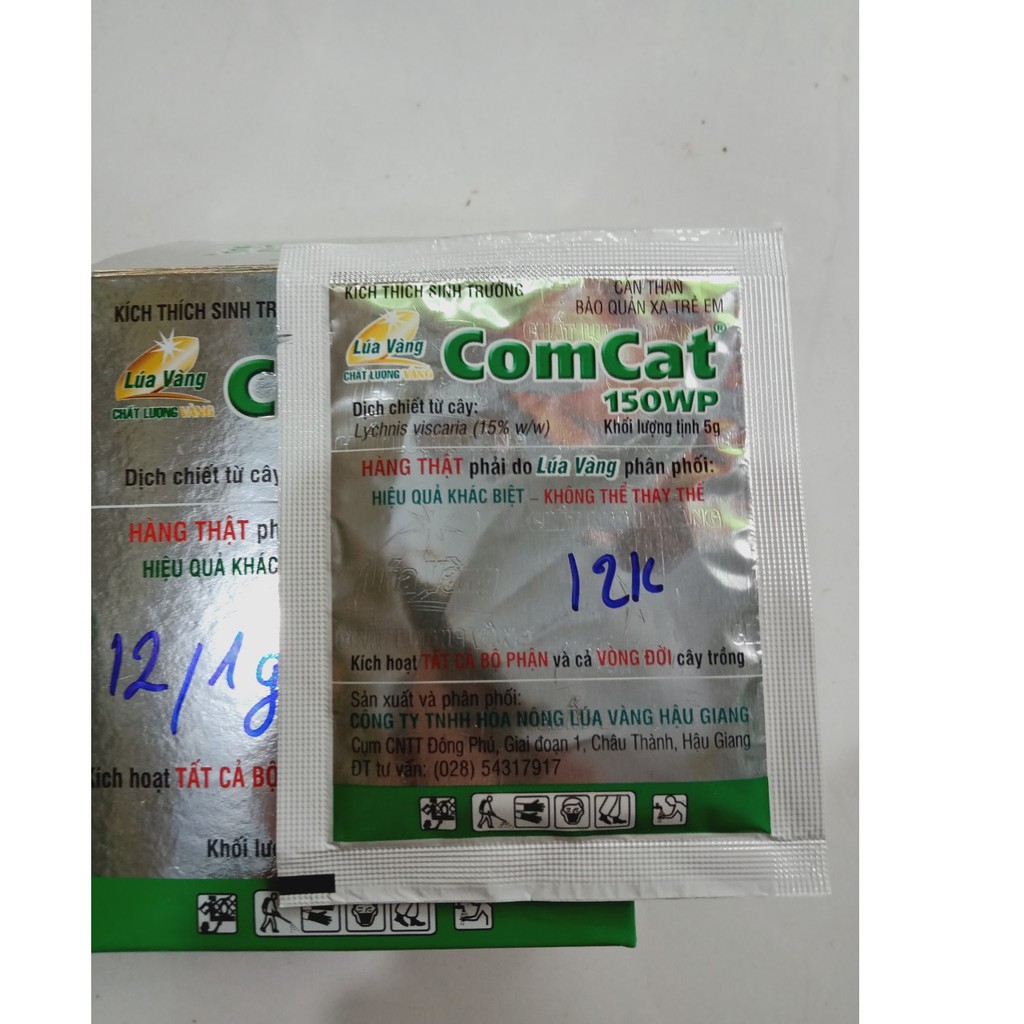 KÍCH THÍCH SINH TRƯỞNG
CẨN THẬN
BẢO QUẢN XA TRẺ EM
Lúa Vàng
CHẤT LƯỢNG VÀNG
ComCat®
150WP
Dịch chiết từ cây:
Lychnis viscaria (15% w/w)
Khối lượng tịnh 5g
HÀNG THẬT phải do Lúa Vàng phân phối:
HIỆU QUẢ KHÁC BIỆT – KHÔNG THỂ THAY THẾ
12k
Kích hoạt TẤT CẢ BỘ PHẬN và cả VÒNG ĐỜI cây trồng
Sản xuất và phân phối:
CÔNG TY TNHH HÓA NÔNG LÚA VÀNG HẬU GIANG
Cụm CNTT Đông Phú, Giai đoạn 1, Châu Thành, Hậu Giang
ĐT tư vấn: (028) 54317917
KÍCH THÍCH SINH TR
Lúa Vàng
CHẤT LƯỢNG VÀNG
C
Dịch chiết từ cây
HÀNG THẬT ph
HIỆU QUẢ KHÁC
12/1g
Kích hoạt TẤT CẢ BỘ
Khối lư